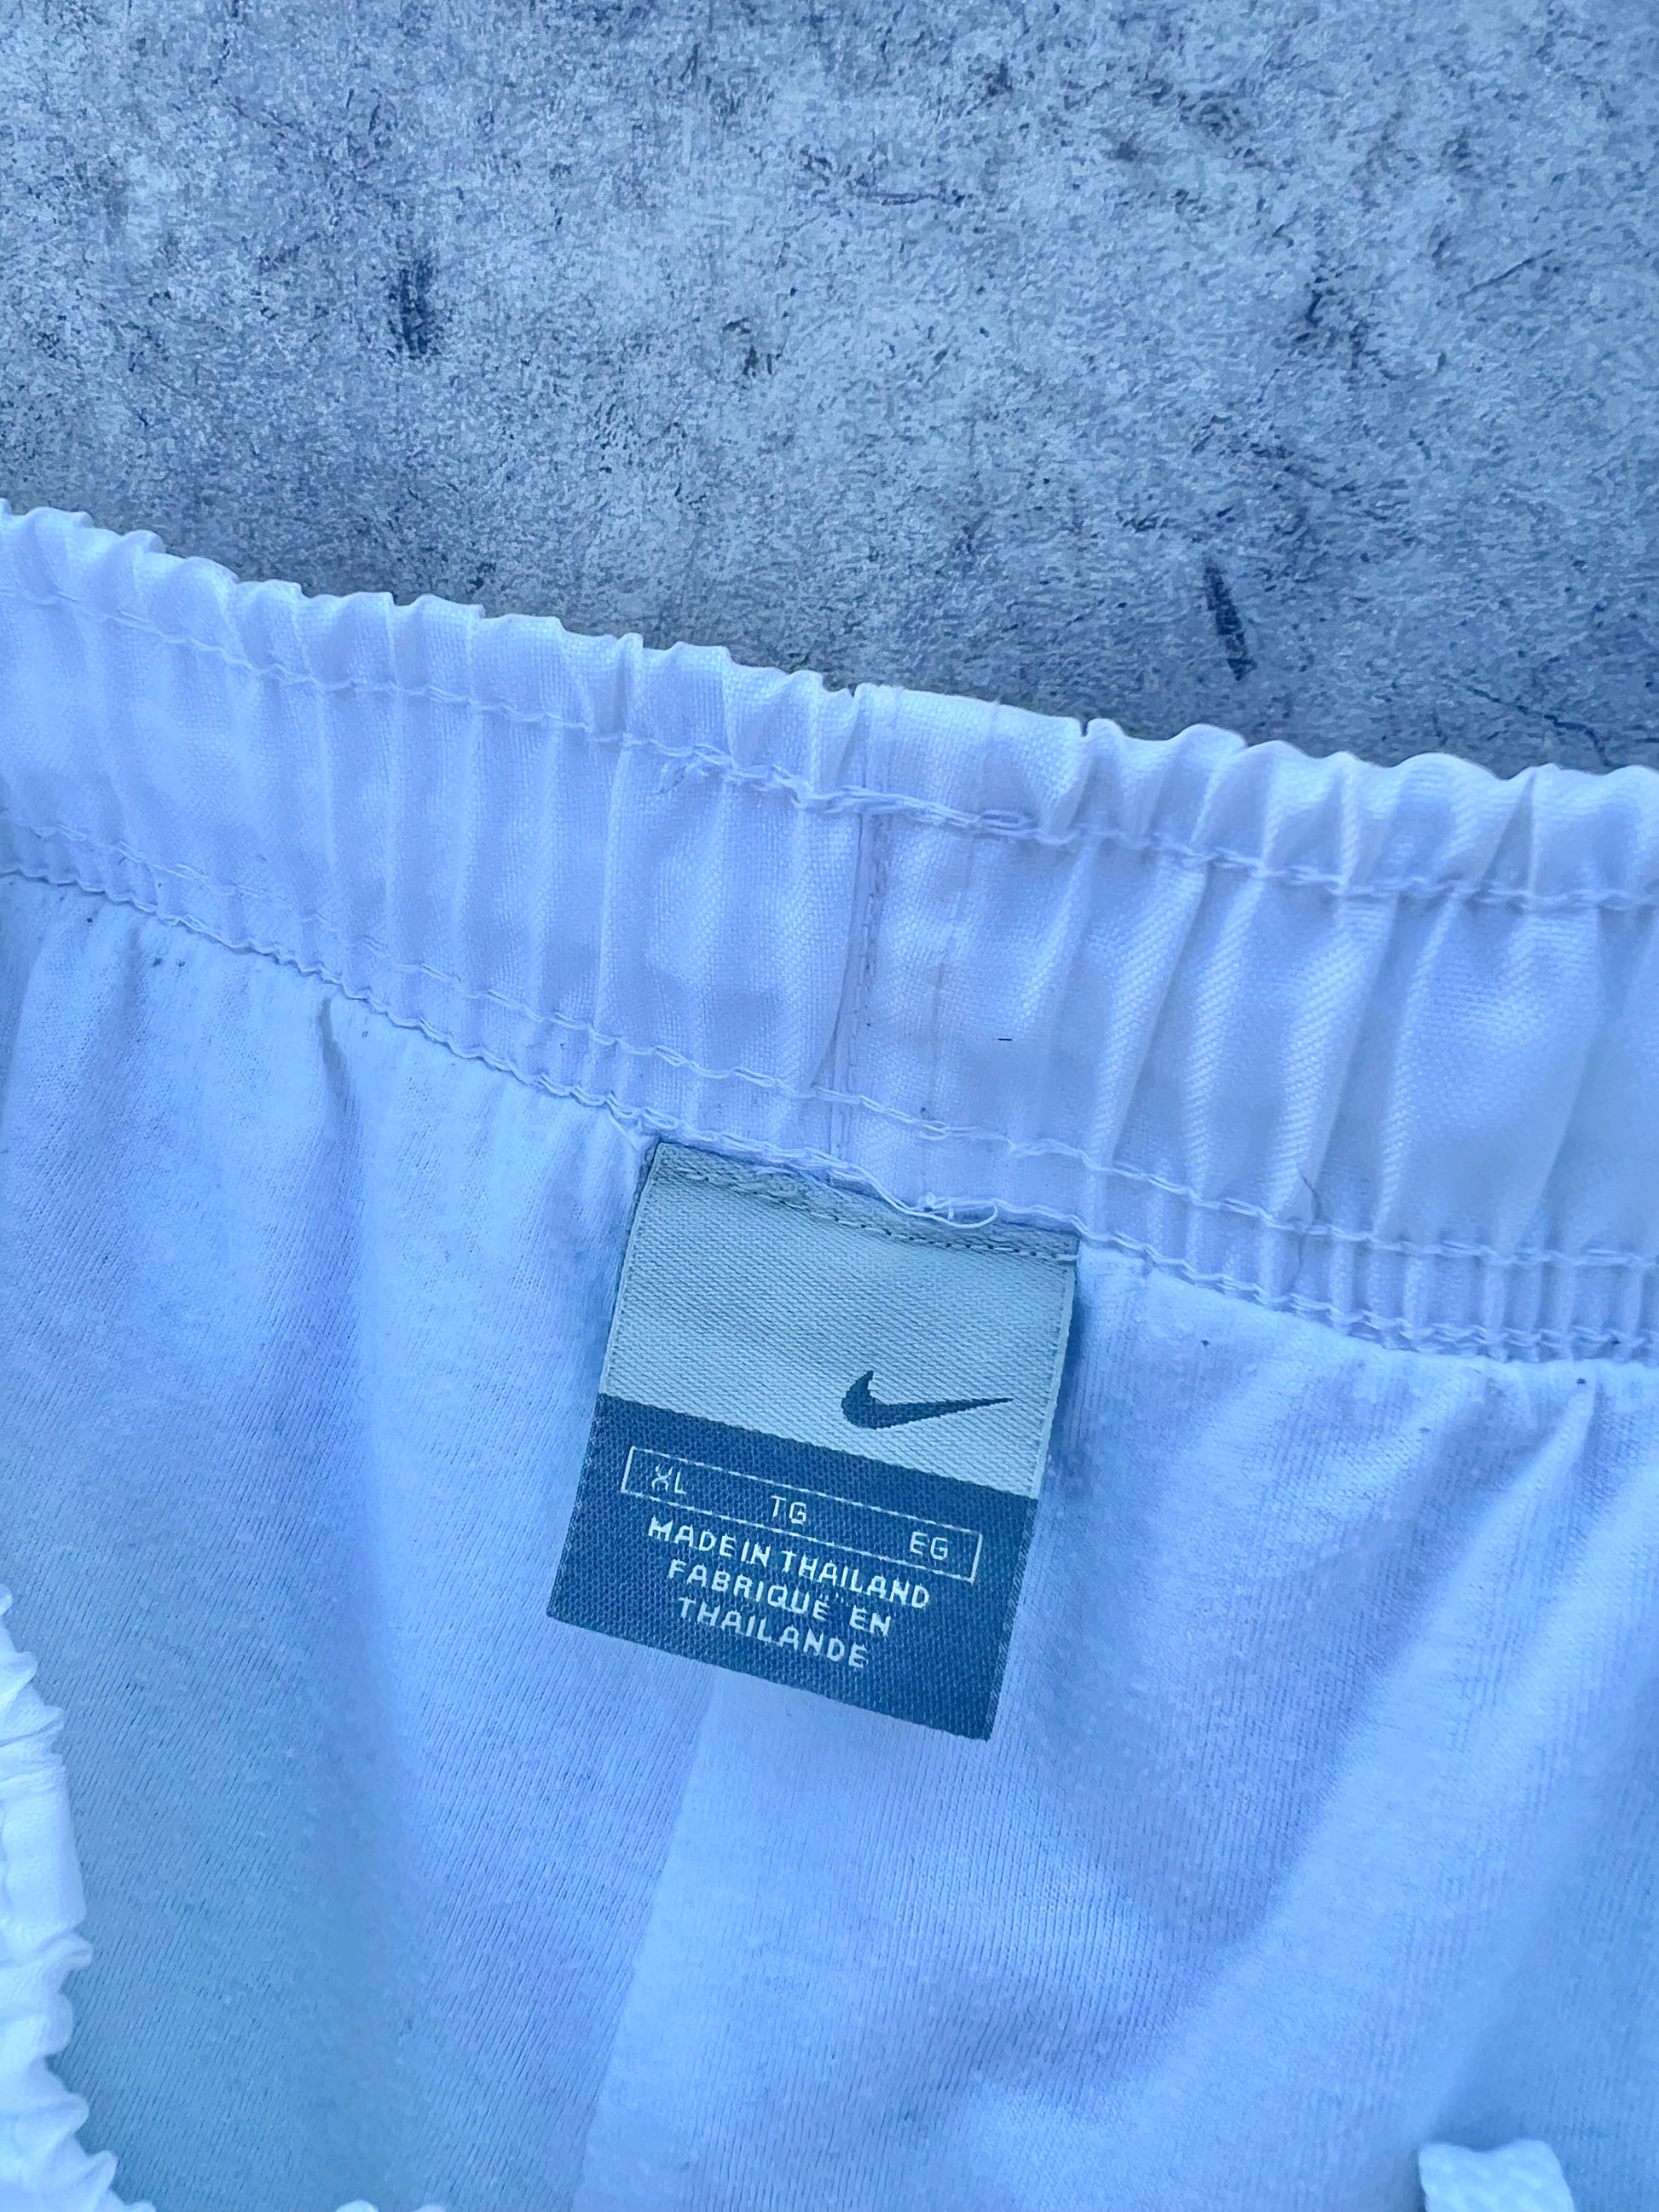 XL TG EG
MADE IN THAILAND
FABRIQUÉ EN
THAILANDE